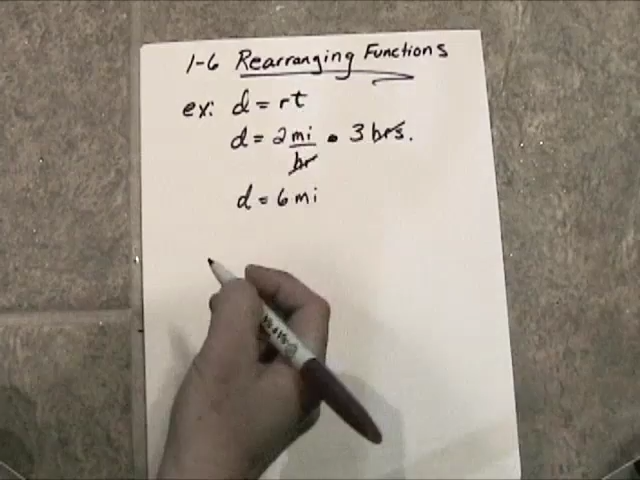 1-6 Rearranging Functions
ex: d = rt
d = 2 mi/hr • 3 hrs.
d = 6 mi